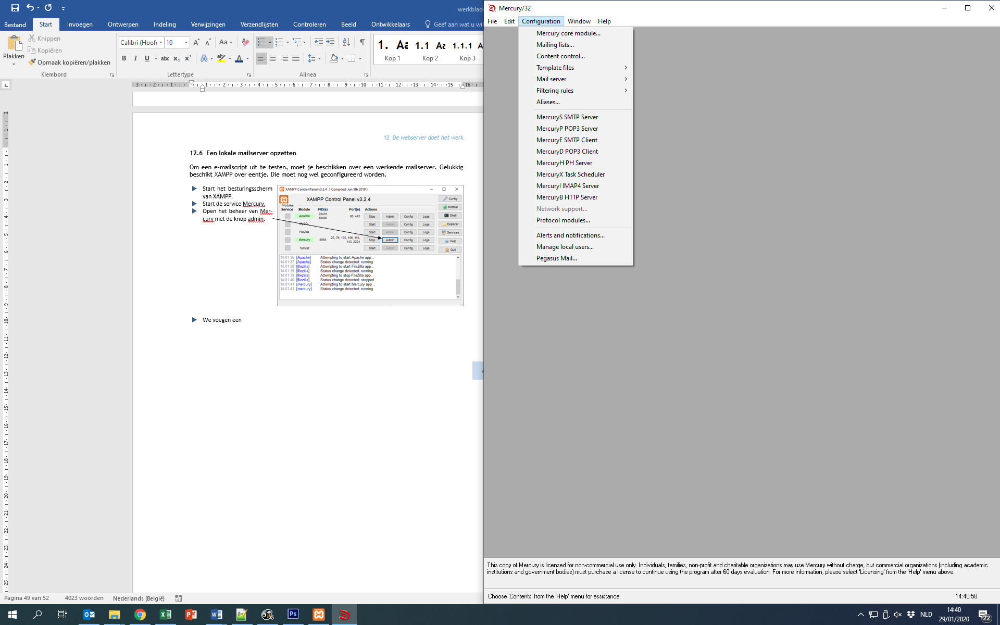 werkblade
Bestand Start Invoegen Ontwerpen Indeling Verwijzingen Verzendlijsten Controleren Beeld Ontwikkelaars Geef aan wat u wil
Plakken
Knippen
Kopiëren
Opmaak kopiëren/plakken
Klembord
Calibri (Hoof 10
Lettertype
Alinea
1. Aa 1.1 Aa 1.1.1 A
Kop 1 Kop 2 Kop 3
12 De webserver doet het werk
12.6 Een lokale mailserver opzetten
Om een e-mailscript uit te testen, moet je beschikken over een werkende mailserver. Gelukkig
beschikt XAMPP over eentje. Die moet nog wel geconfigureerd worden.
Start het besturingsscherm
van XAMPP.
Start de service Mercury.
Open het beheer van Mer-
cury met de knop admin.
XAMPP Control Panel v3.2.4 [ Compiled: Jun 5th 2019 ]
XAMPP Control Panel v3.2.4
Modules
Service Module PID(s) Port(s) Actions
Apache 22416 18496 80, 443 Stop Admin Config Logs
MySQL Start Admin Config Logs
FileZilla Start Admin Config Logs
Mercury 8956 25, 79, 105, 106, 110, 143, 2224 Stop Admin Config Logs
Tomcat Start Admin Config Logs
Config
Netstat
Shell
Explorer
Services
Help
Quit
14:01:36 [Apache] Attempting to start Apache app...
14:01:37 [Apache] Status change detected: running
14:01:38 [filezilla] Attempting to start FileZilla app...
14:01:39 [filezilla] Status change detected: running
14:01:39 [filezilla] Attempting to stop FileZilla app...
14:01:40 [filezilla] Status change detected: stopped
14:01:41 [mercury] Attempting to start Mercury app...
14:01:41 [mercury] Status change detected: running
We voegen een
Pagina 49 van 52 4023 woorden Nederlands (België)
Mercury/32
File Edit Configuration Window Help
Mercury core module...
Mailing lists...
Content control...
Template files
Mail server
Filtering rules
Aliases...
MercuryS SMTP Server
MercuryP POP3 Server
MercuryE SMTP Client
MercuryD POP3 Client
MercuryH PH Server
MercuryX Task Scheduler
MercuryI IMAP4 Server
MercuryB HTTP Server
Network support...
Protocol modules...
Alerts and notifications...
Manage local users...
Pegasus Mail...
This copy of Mercury is licensed for non-commercial use only. Individuals, families, non-profit and charitable organizations may use Mercury without charge, but commercial organizations (including academic
institutions and government bodies) must purchase a license to continue using the program after 60 days evaluation. For more information, please select 'Licensing' from the 'Help' menu above.
Choose 'Contents' from the 'Help' menu for assistance. 14:40:58
NLD
14:40
29/01/2020
22